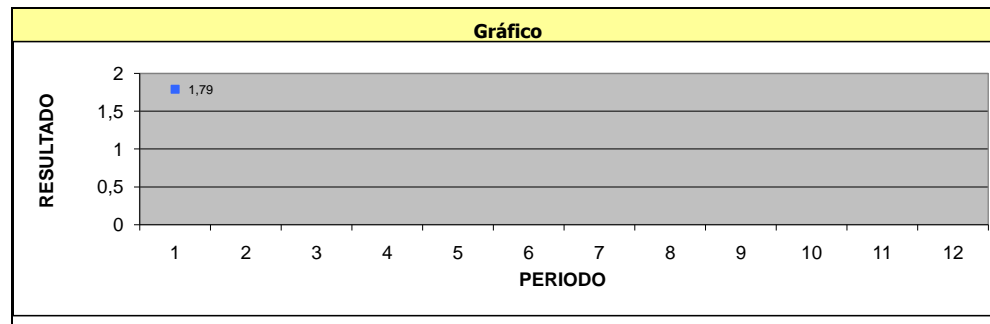 Gráfico
RESULTADO
2
1,5
1
0,5
0
1,79
1 2 3 4 5 6 7 8 9 10 11 12
PERIODO